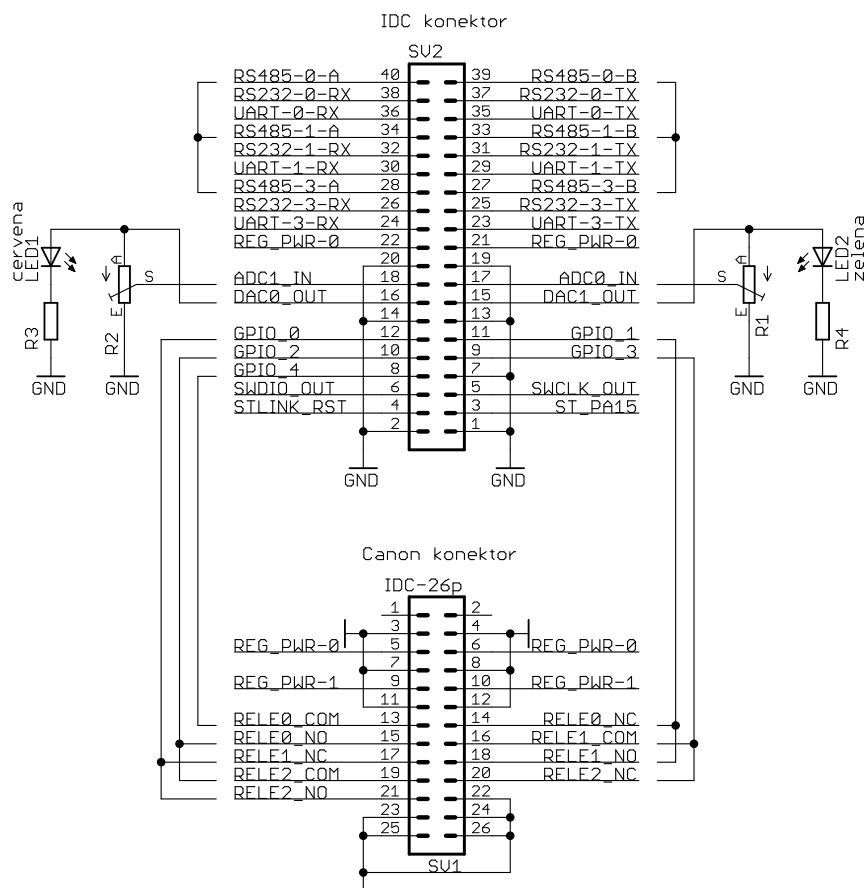 IDC konektor
SV2
RS485-0-A 40 39 RS485-0-B
RS232-0-RX 38 37 RS232-0-TX
UART-0-RX 36 35 UART-0-TX
RS485-1-A 34 33 RS485-1-B
RS232-1-RX 32 31 RS232-1-TX
UART-1-RX 30 29 UART-1-TX
RS485-3-A 28 27 RS485-3-B
RS232-3-RX 26 25 RS232-3-TX
UART-3-RX 24 23 UART-3-TX
REG_PWR-0 22 21 REG_PWR-0
20 19
ADC1_IN 18 17 ADC0_IN
DAC0_OUT 16 15 DAC1_OUT
14 13
GPIO_0 12 11 GPIO_1
GPIO_2 10 9 GPIO_3
GPIO_4 8 7
SWDIO_OUT 6 5 SWCLK_OUT
STLINK_RST 4 3 ST_PA15
2 1
GND GND
cervena
LED1
R3
GND
A
S
E
R2
GND
A
S
E
R1
GND
LED2
zelena
R4
GND
Canon konektor
IDC-26p
1 2
3 4
REG_PWR-0 5 6 REG_PWR-0
7 8
REG_PWR-1 9 10 REG_PWR-1
11 12
RELE0_COM 13 14 RELE0_NC
RELE0_NO 15 16 RELE1_COM
RELE1_NC 17 18 RELE1_NO
RELE2_COM 19 20 RELE2_NC
RELE2_NO 21 22
23 24
25 26
SV1